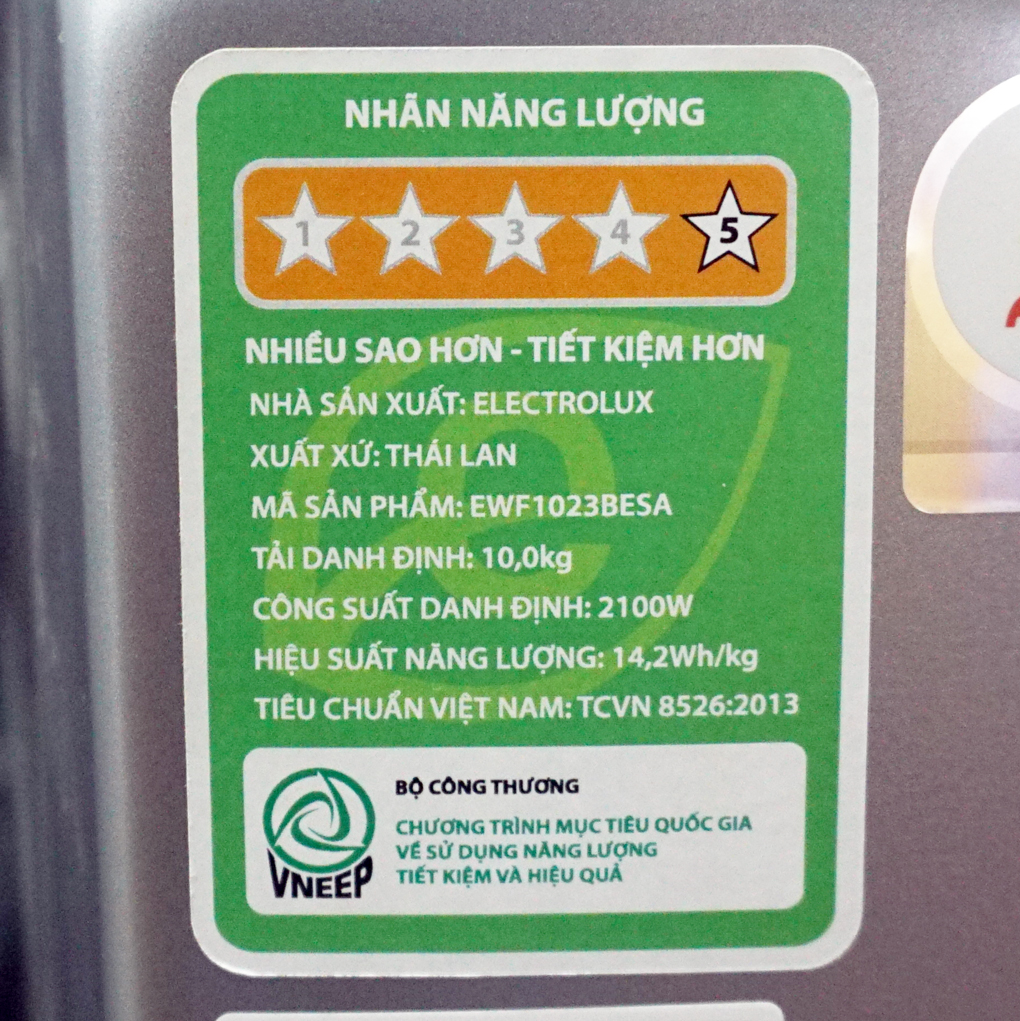 NHÃN NĂNG LƯỢNG
1 2 3 4 5
NHIỀU SAO HƠN - TIẾT KIỆM HƠN
NHÀ SẢN XUẤT: ELECTROLUX
XUẤT XỨ: THÁI LAN
MÃ SẢN PHẨM: EWF1023BESA
TẢI DANH ĐỊNH: 10,0kg
CÔNG SUẤT DANH ĐỊNH: 2100W
HIỆU SUẤT NĂNG LƯỢNG: 14,2Wh/kg
TIÊU CHUẨN VIỆT NAM: TCVN 8526:2013
VNEEP
BỘ CÔNG THƯƠNG
CHƯƠNG TRÌNH MỤC TIÊU QUỐC GIA
VỀ SỬ DỤNG NĂNG LƯỢNG
TIẾT KIỆM VÀ HIỆU QUẢ